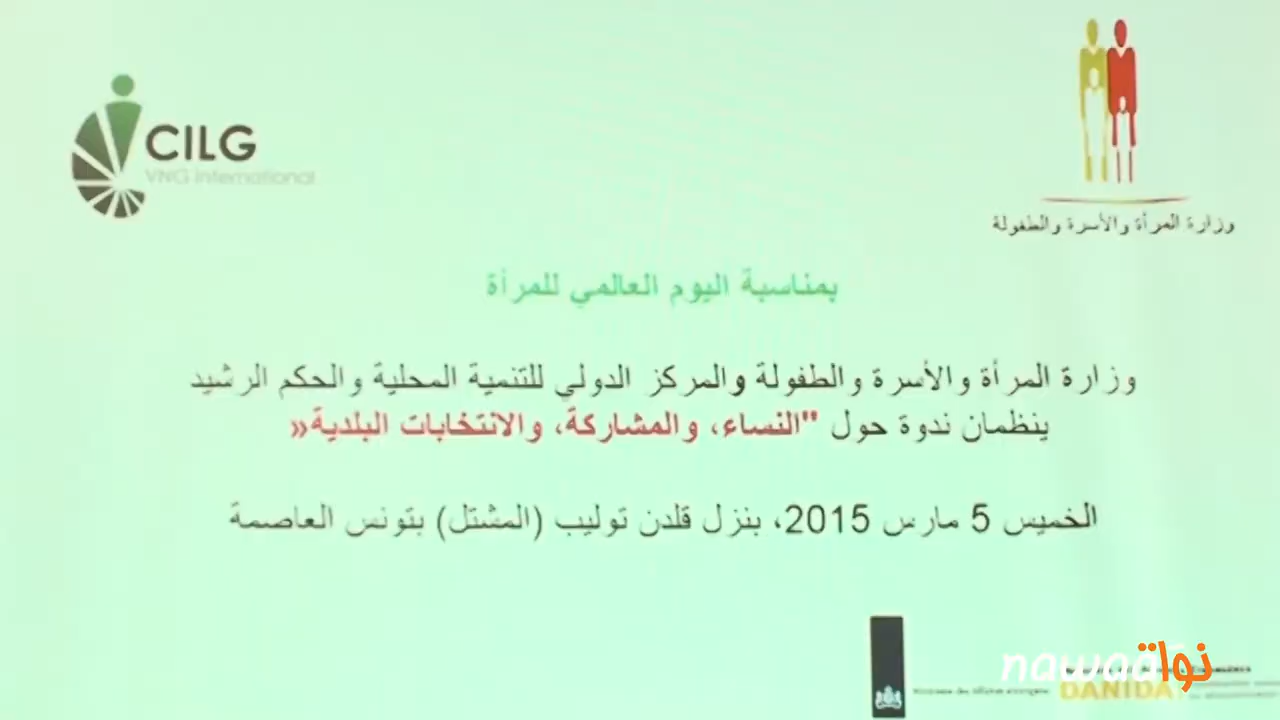 CILG
VNG International
وزارة المرأة والأسرة والطفولة
بمناسبة اليوم العالمي للمرأة
وزارة المرأة والأسرة والطفولة والمركز الدولي للتنمية المحلية والحكم الرشيد
ينظمان ندوة حول "النساء، والمشاركة، والانتخابات البلدية«
الخميس 5 مارس 2015، بنزل قلدن توليب (المشتل) بتونس العاصمة
nawaat نواة
DANIDA